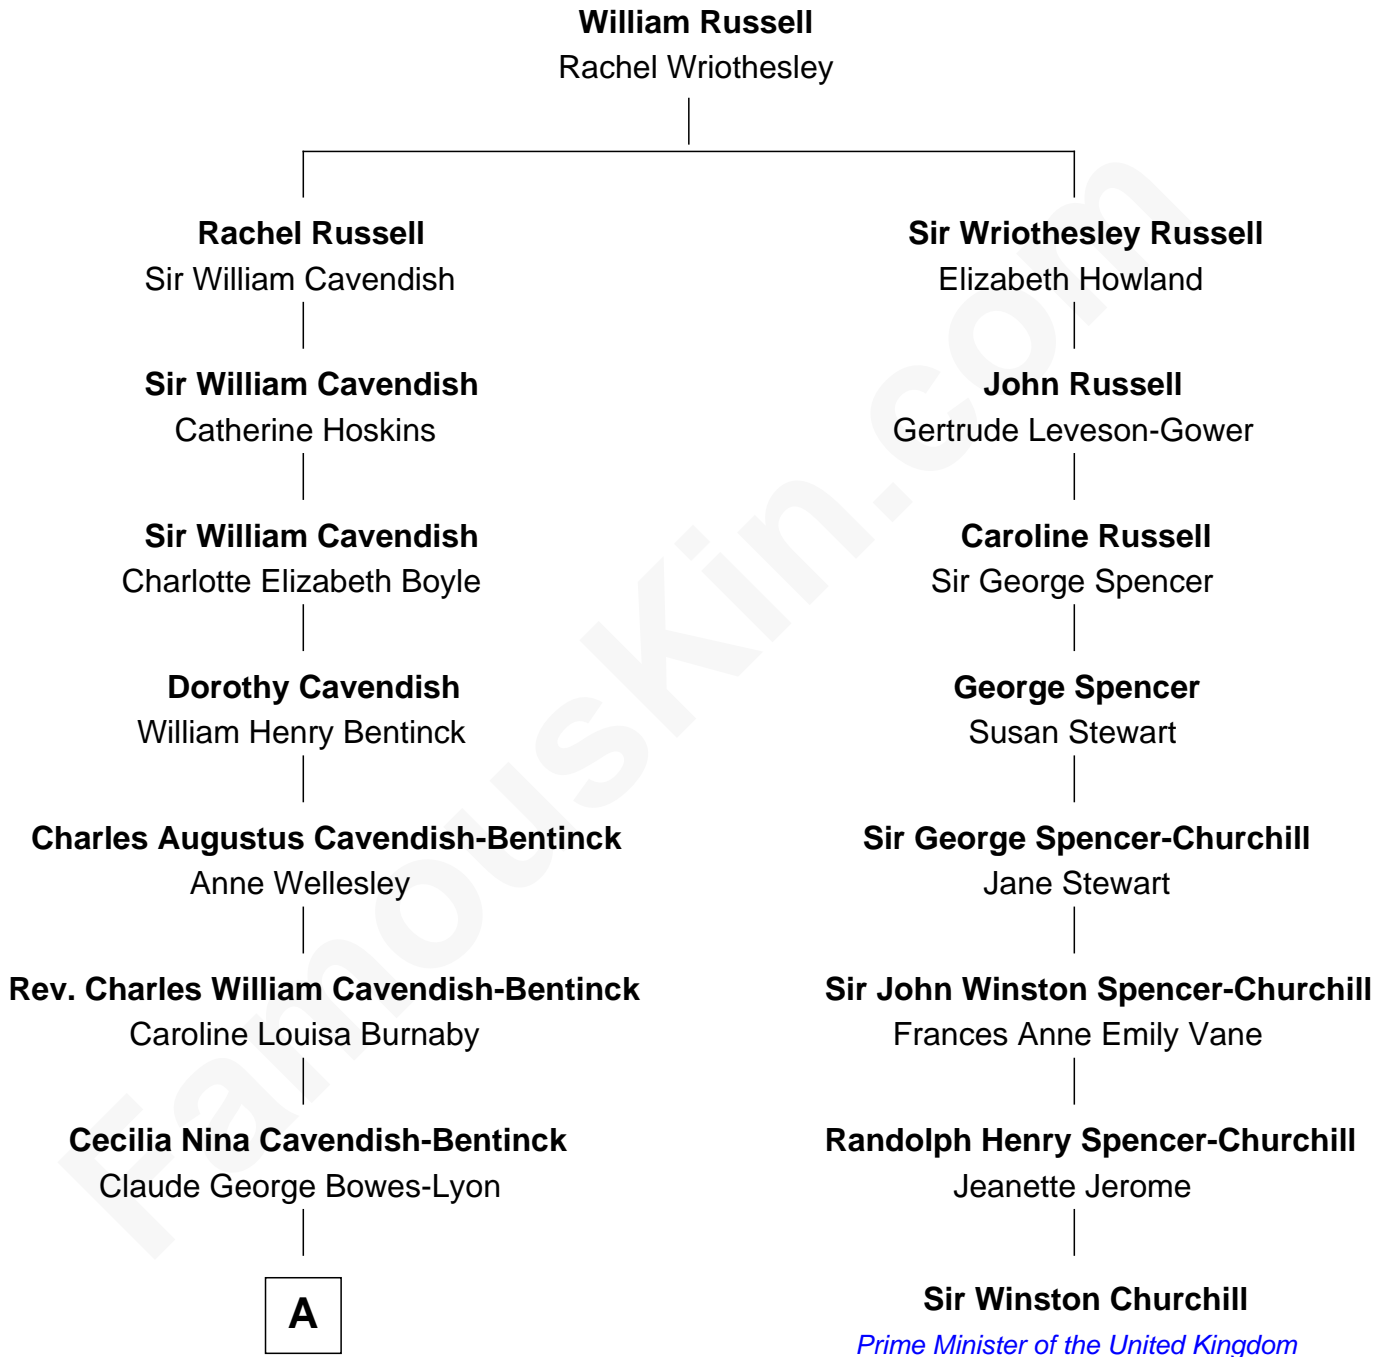 William Russell
Rachel Wriothesley
Rachel Russell
Sir William Cavendish
Sir Wriothesley Russell
Elizabeth Howland
Sir William Cavendish
Catherine Hoskins
John Russell
Gertrude Leveson-Gower
Sir William Cavendish
Charlotte Elizabeth Boyle
Caroline Russell
Sir George Spencer
Dorothy Cavendish
William Henry Bentinck
George Spencer
Susan Stewart
Charles Augustus Cavendish-Bentinck
Anne Wellesley
Sir George Spencer-Churchill
Jane Stewart
Rev. Charles William Cavendish-Bentinck
Caroline Louisa Burnaby
Sir John Winston Spencer-Churchill
Frances Anne Emily Vane
Cecilia Nina Cavendish-Bentinck
Claude George Bowes-Lyon
Randolph Henry Spencer-Churchill
Jeanette Jerome
A
Sir Winston Churchill
Prime Minister of the United Kingdom
FamousKin.com